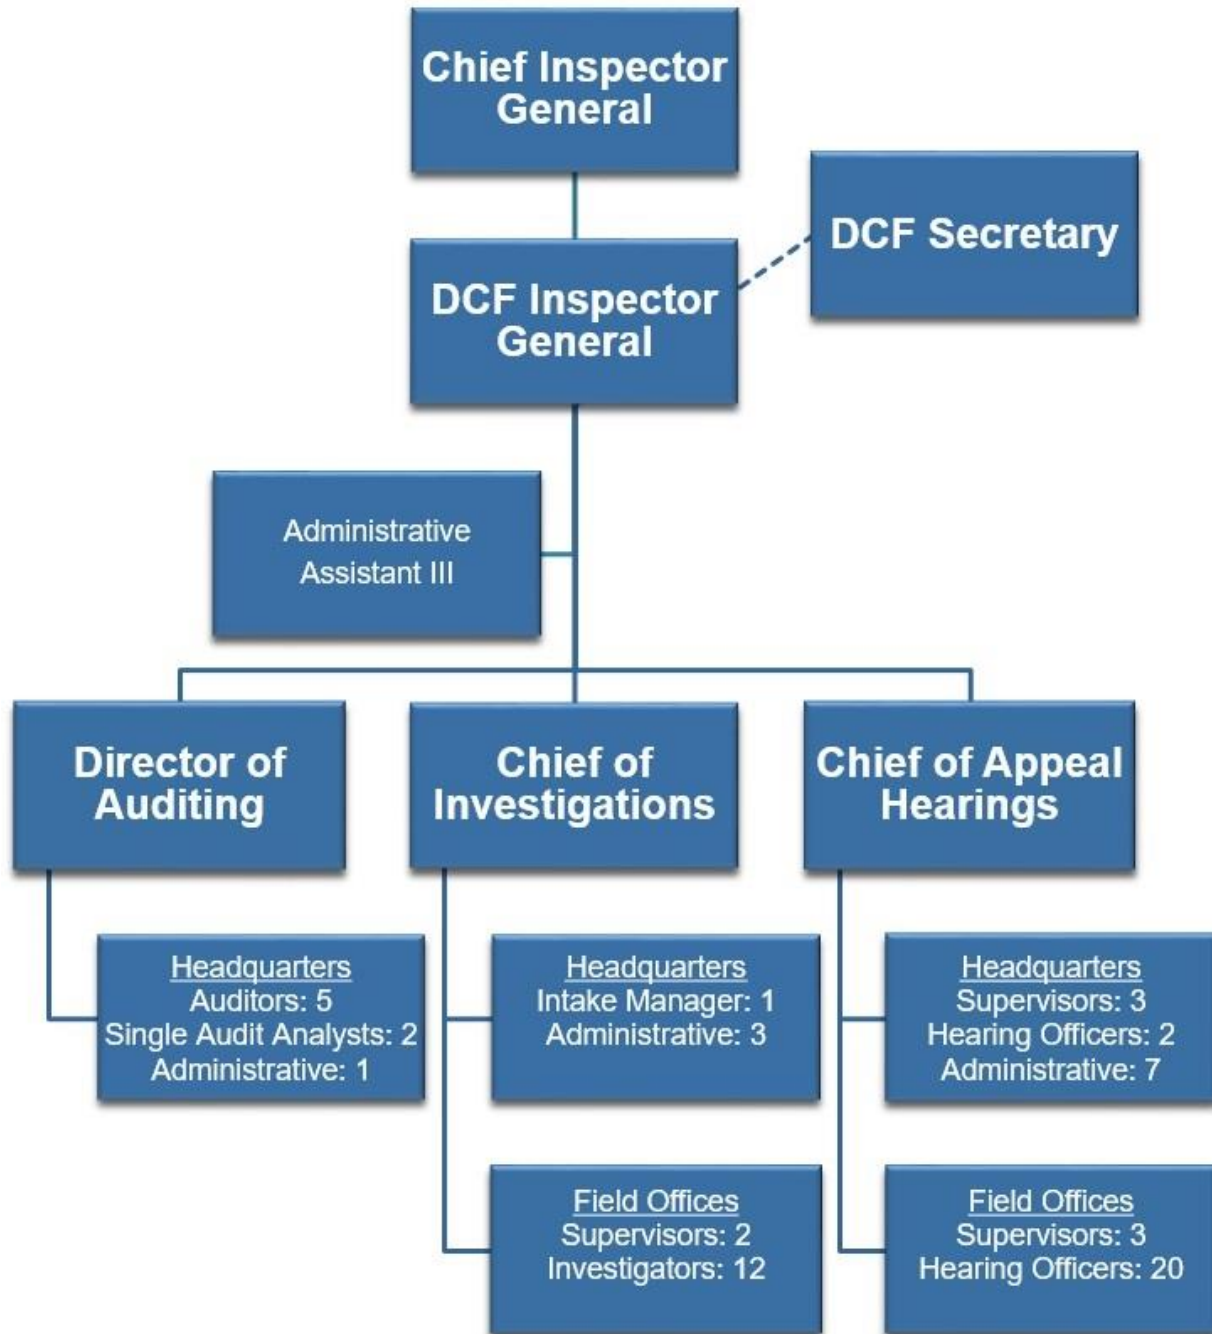 Chief Inspector
General
DCF Secretary
DCF Inspector
General
Administrative
Assistant III
Director of
Auditing
Chief of
Investigations
Chief of Appeal
Hearings
Headquarters
Auditors: 5
Single Audit Analysts: 2
Administrative: 1
Headquarters
Intake Manager: 1
Administrative: 3
Headquarters
Supervisors: 3
Hearing Officers: 2
Administrative: 7
Field Offices
Supervisors: 2
Investigators: 12
Field Offices
Supervisors: 3
Hearing Officers: 20